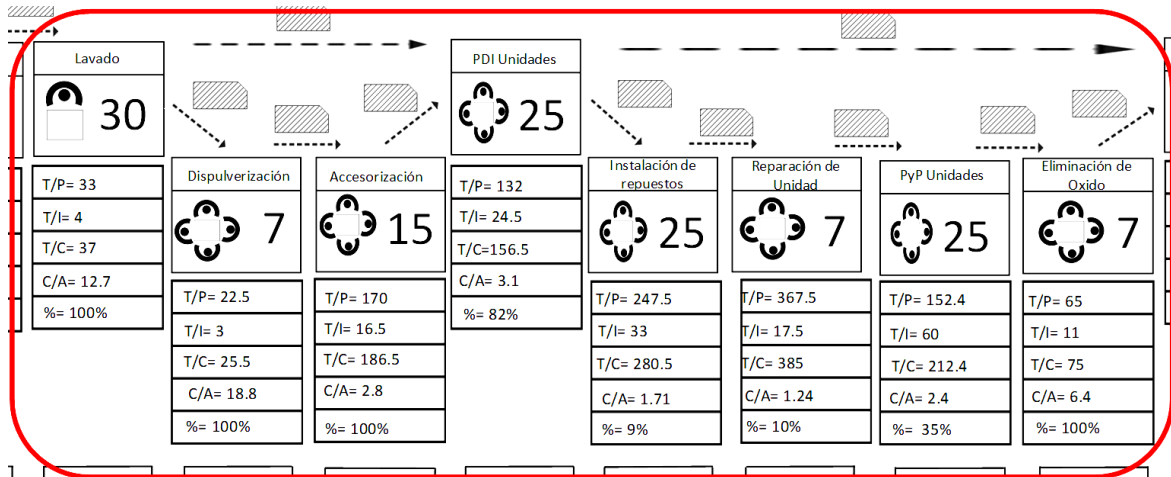 Lavado
30
T/P= 33
T/I= 4
T/C= 37
C/A= 12.7
%= 100%
Dispulverización
7
T/P= 22.5
T/I= 3
T/C= 25.5
C/A= 18.8
%= 100%
Accesorización
15
T/P= 170
T/I= 16.5
T/C= 186.5
C/A= 2.8
%= 100%
PDI Unidades
25
T/P= 132
T/I= 24.5
T/C=156.5
C/A= 3.1
%= 82%
Instalación de
repuestos
25
T/P= 247.5
T/I= 33
T/C= 280.5
C/A= 1.71
%= 9%
Reparación de
Unidad
7
T/P= 367.5
T/I= 17.5
T/C= 385
C/A= 1.24
%= 10%
PyP Unidades
25
T/P= 152.4
T/I= 60
T/C= 212.4
C/A= 2.4
%= 35%
Eliminación de
Oxido
7
T/P= 65
T/I= 11
T/C= 75
C/A= 6.4
%= 100%